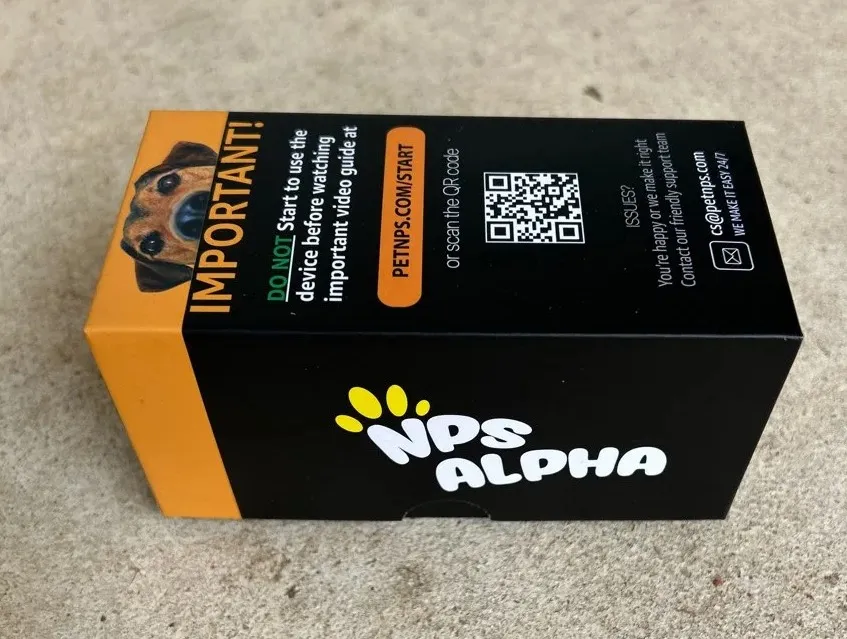 IMPORTANT!
DO NOT Start to use the
device before watching
important video guide at
PETNPS.COM/START
or scan the QR code
ISSUES?
You're happy or we make it right
Contact our friendly support team
cs@petnps.com
WE MAKE IT EASY 24/7
NPS
ALPHA